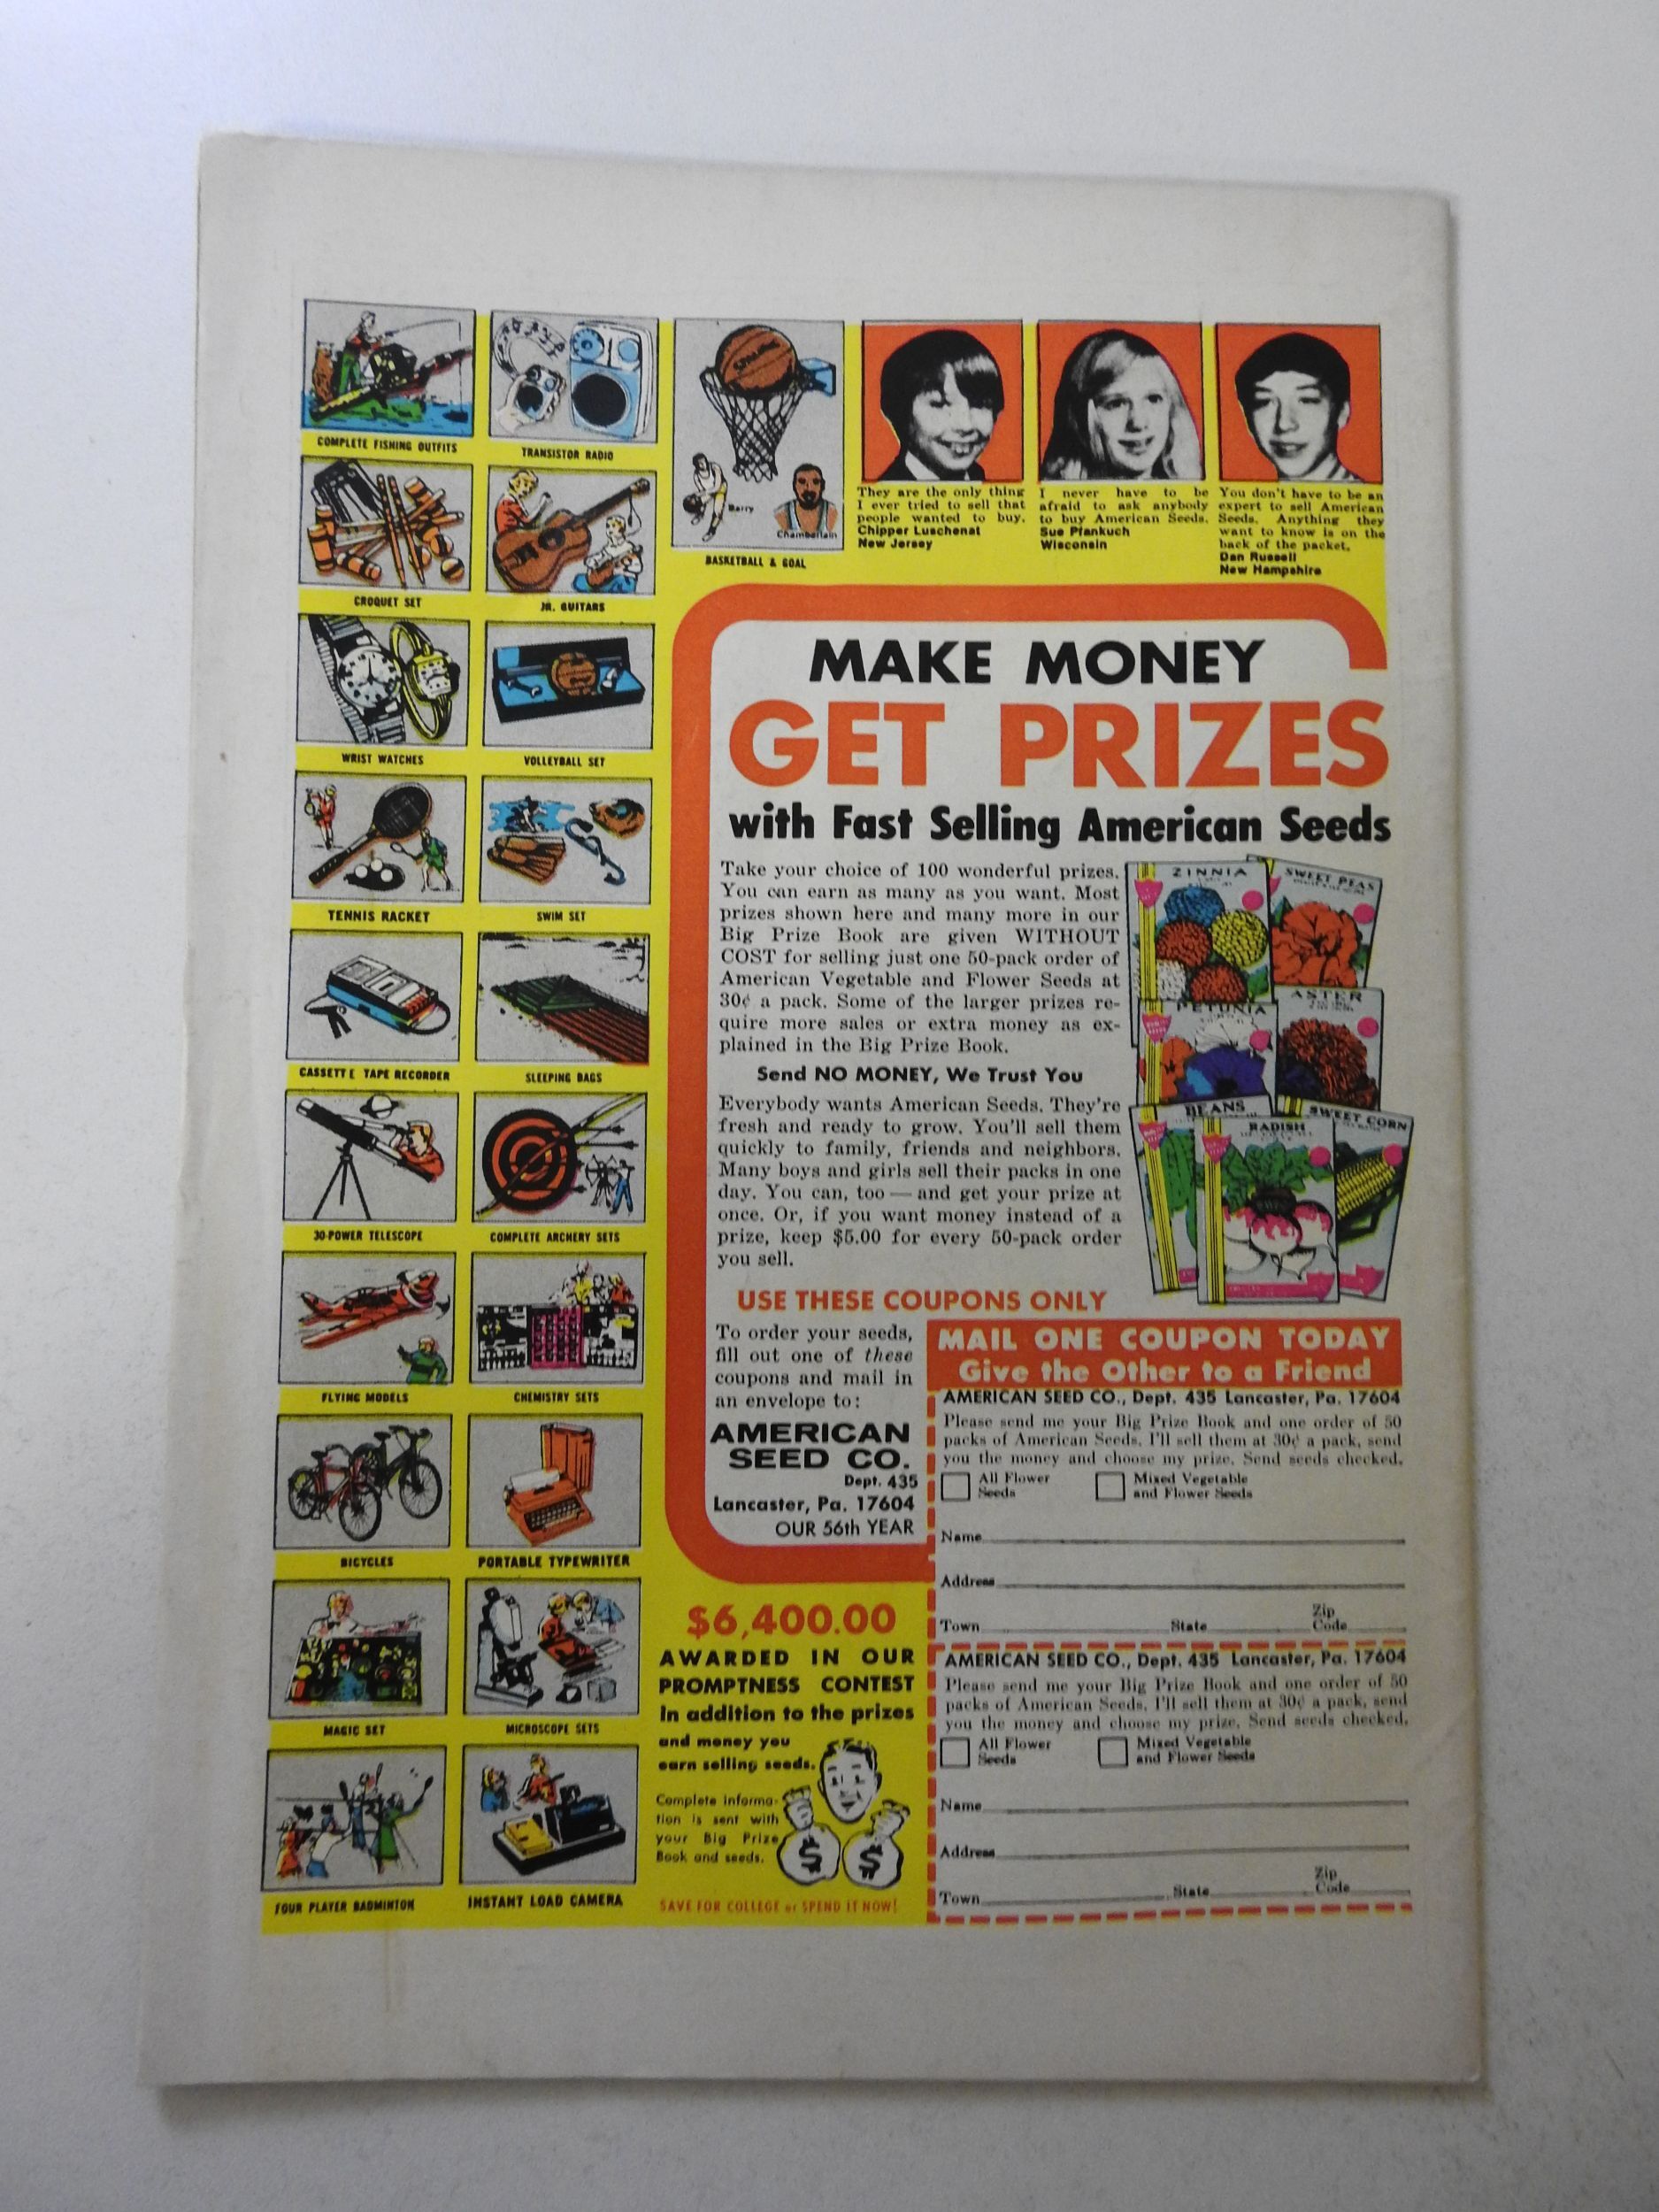 COMPLETE FISHING OUTFITS
TRANSISTOR RADIO
CROQUET SET
JR. GUITARS
WRIST WATCHES
VOLLEYBALL SET
TENNIS RACKET
SWIM SET
CASSETTE TAPE RECORDER
SLEEPING BAGS
30-POWER TELESCOPE
COMPLETE ARCHERY SETS
FLYING MODELS
CHEMISTRY SETS
BICYCLES
PORTABLE TYPEWRITER
MAGIC SET
MICROSCOPE SETS
FOUR PLAYER BADMINTON
INSTANT LOAD CAMERA
Spalding
Barry
Chamberlain
BASKETBALL & GOAL
They are the only thing
I ever tried to sell that
people wanted to buy.
Chipper Luschenat
New Jersey
I never have to be
afraid to ask anybody
to buy American Seeds.
Sue Pfankuch
Wisconsin
You don't have to be an
expert to sell American
Seeds. Anything they
want to know is on the
back of the packet.
Dan Russell
New Hampshire
MAKE MONEY
GET PRIZES
with Fast Selling American Seeds
Take your choice of 100 wonderful prizes.
You can earn as many as you want. Most
prizes shown here and many more in our
Big Prize Book are given WITHOUT
COST for selling just one 50-pack order of
American Vegetable and Flower Seeds at
30¢ a pack. Some of the larger prizes re-
quire more sales or extra money as ex-
plained in the Big Prize Book.
Send NO MONEY, We Trust You
Everybody wants American Seeds. They're
fresh and ready to grow. You'll sell them
quickly to family, friends and neighbors.
Many boys and girls sell their packs in one
day. You can, too — and get your prize at
once. Or, if you want money instead of a
prize, keep $5.00 for every 50-pack order
you sell.
ZINNIA
SWEET PEAS
PETUNIA
ASTER
BEANS
RADISH
SWEET CORN
USE THESE COUPONS ONLY
To order your seeds,
fill out one of these
coupons and mail in
an envelope to:
AMERICAN
SEED CO.
Dept. 435
Lancaster, Pa. 17604
OUR 56th YEAR
$6,400.00
AWARDED IN OUR
PROMPTNESS CONTEST
In addition to the prizes
and money you
earn selling seeds.
Complete informa-
tion is sent with
your Big Prize
Book and seeds.
$ $
SAVE FOR COLLEGE or SPEND IT NOW!
MAIL ONE COUPON TODAY
Give the Other to a Friend
AMERICAN SEED CO., Dept. 435 Lancaster, Pa. 17604
Please send me your Big Prize Book and one order of 50
packs of American Seeds. I'll sell them at 30¢ a pack, send
you the money and choose my prize. Send seeds checked.
All Flower Seeds
Mixed Vegetable and Flower Seeds
Name
Address
Town State Zip Code
AMERICAN SEED CO., Dept. 435 Lancaster, Pa. 17604
Please send me your Big Prize Book and one order of 50
packs of American Seeds. I'll sell them at 30¢ a pack, send
you the money and choose my prize. Send seeds checked.
All Flower Seeds
Mixed Vegetable and Flower Seeds
Name
Address
Town State Zip Code